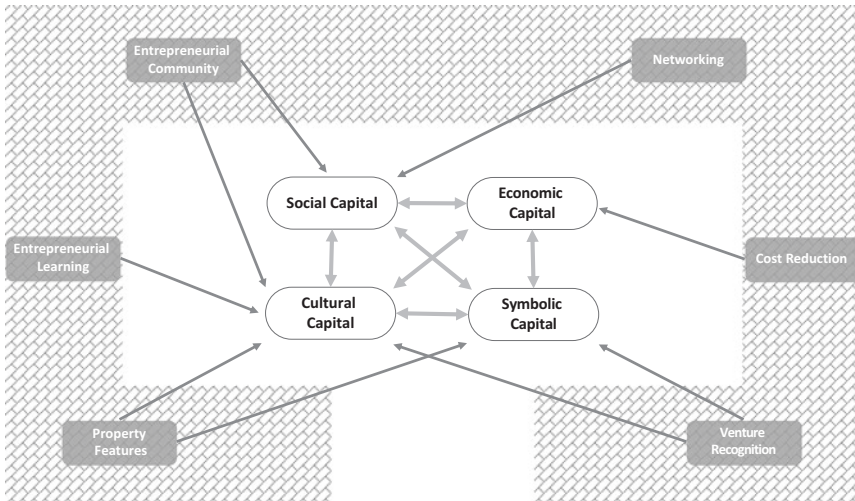 Entrepreneurial
Community
Networking
Social Capital
Economic
Capital
Entrepreneurial
Learning
Cost Reduction
Cultural
Capital
Symbolic
Capital
Property
Features
Venture
Recognition